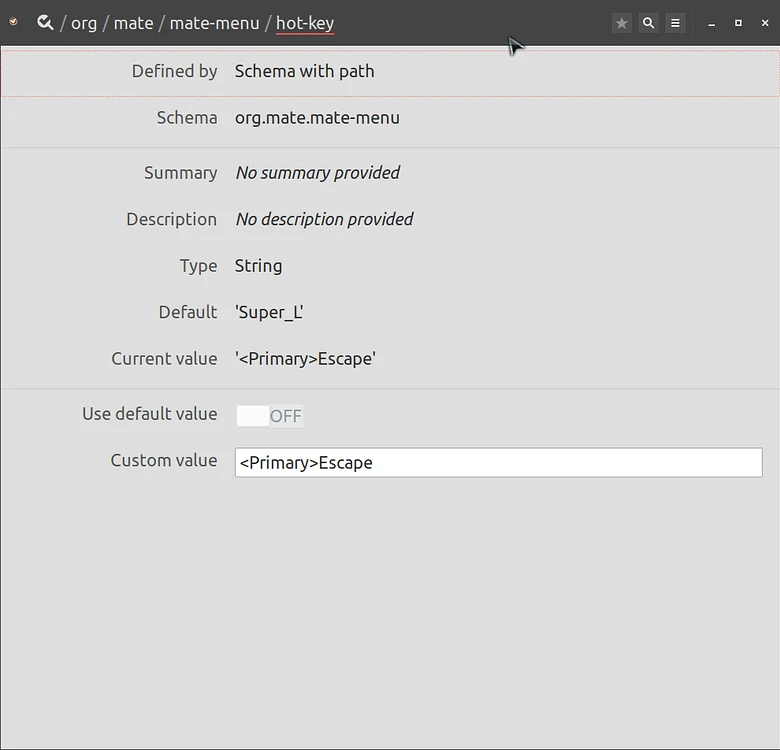 / org / mate / mate-menu / hot-key
Defined by Schema with path
Schema org.mate.mate-menu
Summary No summary provided
Description No description provided
Type String
Default 'Super_L'
Current value '<Primary>Escape'
Use default value OFF
Custom value <Primary>Escape